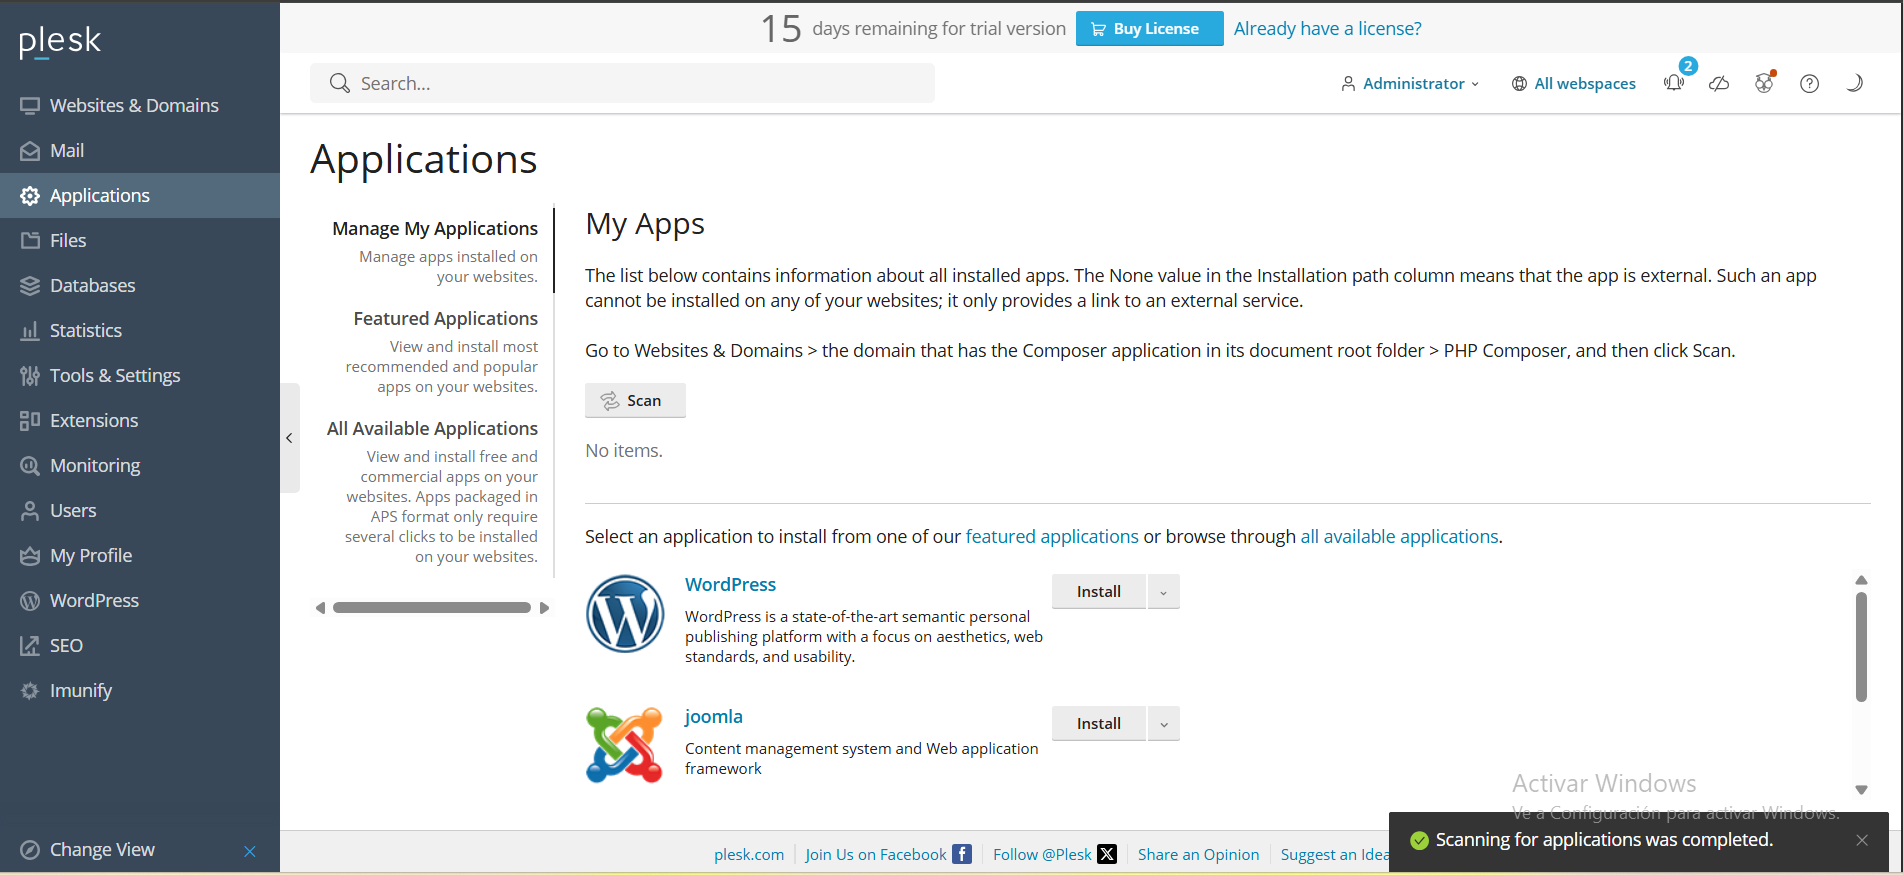 15 days remaining for trial version Buy License Already have a license?
plesk
Search...
Administrator
All webspaces
2
Websites & Domains
Mail
Applications
Files
Databases
Statistics
Tools & Settings
Extensions
Monitoring
Users
My Profile
WordPress
SEO
Imunify
Change View
Applications
Manage My Applications
Manage apps installed on
your websites.
Featured Applications
View and install most
recommended and popular
apps on your websites.
All Available Applications
View and install free and
commercial apps on your
websites. Apps packaged in
APS format only require
several clicks to be installed
on your websites.
My Apps
The list below contains information about all installed apps. The None value in the Installation path column means that the app is external. Such an app
cannot be installed on any of your websites; it only provides a link to an external service.
Go to Websites & Domains > the domain that has the Composer application in its document root folder > PHP Composer, and then click Scan.
Scan
No items.
Select an application to install from one of our featured applications or browse through all available applications.
WordPress
WordPress is a state-of-the-art semantic personal
publishing platform with a focus on aesthetics, web
standards, and usability.
Install
joomla
Content management system and Web application
framework
Install
Activar Windows
Ve a Configuración para activar Windows.
Scanning for applications was completed.
plesk.com
Join Us on Facebook
Follow @Plesk
Share an Opinion
Suggest an Idea